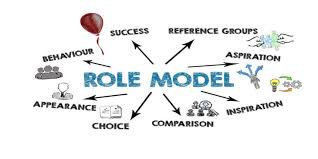 SUCCESS
REFERENCE GROUPS
BEHAVIOUR
ASPIRATION
ROLE MODEL
APPEARANCE
INSPIRATION
CHOICE
COMPARISON